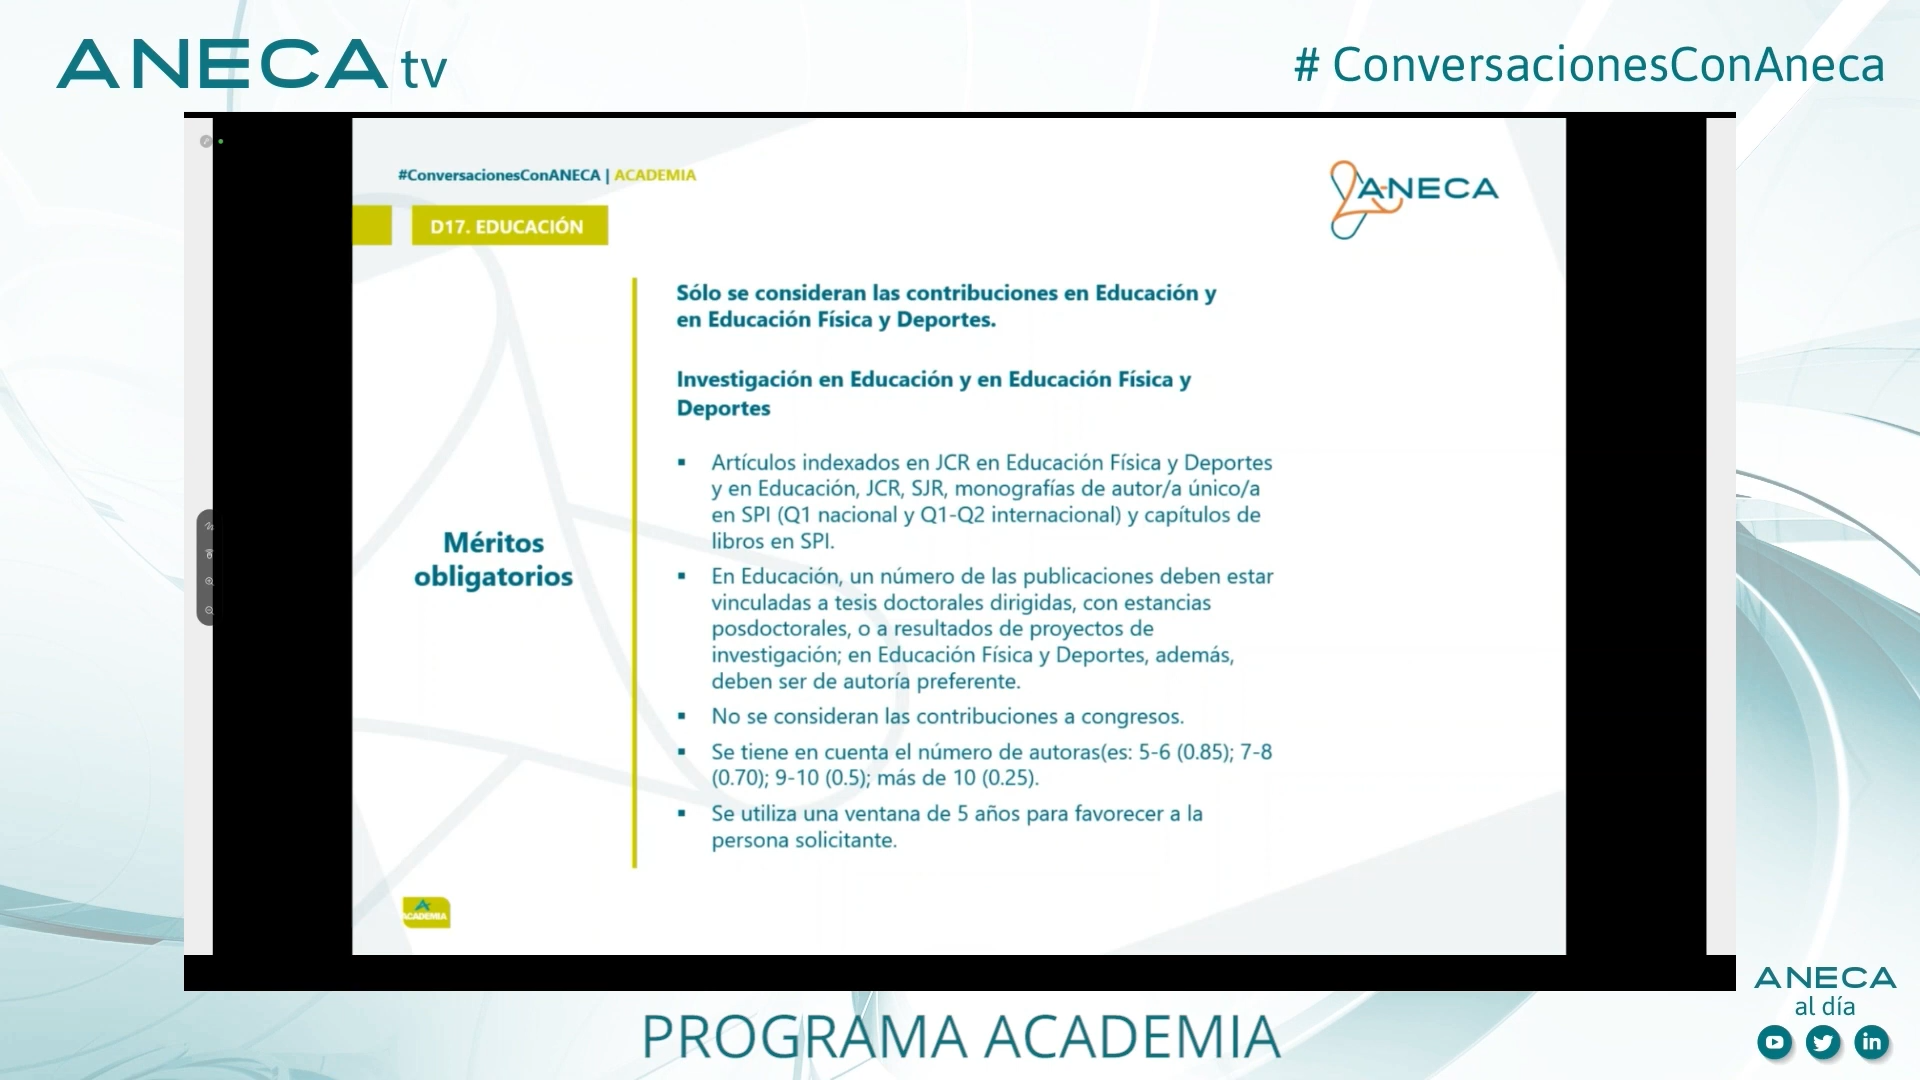 ANECA tv
# ConversacionesConAneca
#ConversacionesConANECA | ACADEMIA
ANECA
D17. EDUCACIÓN
Méritos
obligatorios
Sólo se consideran las contribuciones en Educación y
en Educación Física y Deportes.
Investigación en Educación y en Educación Física y
Deportes
▪ Artículos indexados en JCR en Educación Física y Deportes
y en Educación, JCR, SJR, monografías de autor/a único/a
en SPI (Q1 nacional y Q1-Q2 internacional) y capítulos de
libros en SPI.
▪ En Educación, un número de las publicaciones deben estar
vinculadas a tesis doctorales dirigidas, con estancias
posdoctorales, o a resultados de proyectos de
investigación; en Educación Física y Deportes, además,
deben ser de autoría preferente.
▪ No se consideran las contribuciones a congresos.
▪ Se tiene en cuenta el número de autoras(es: 5-6 (0.85); 7-8
(0.70); 9-10 (0.5); más de 10 (0.25).
▪ Se utiliza una ventana de 5 años para favorecer a la
persona solicitante.
ACADEMIA
PROGRAMA ACADEMIA
ANECA
al día
in